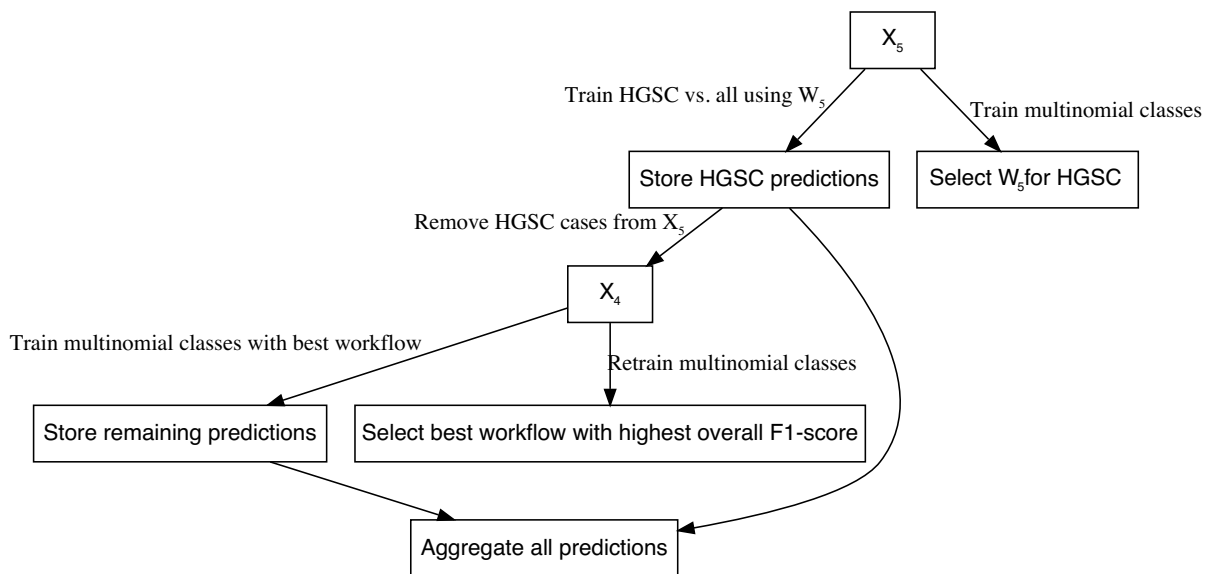 X₅
Train HGSC vs. all using W₅
Train multinomial classes
Store HGSC predictions
Select W₅for HGSC
Remove HGSC cases from X₅
X₄
Train multinomial classes with best workflow
Retrain multinomial classes
Store remaining predictions
Select best workflow with highest overall F1-score
Aggregate all predictions